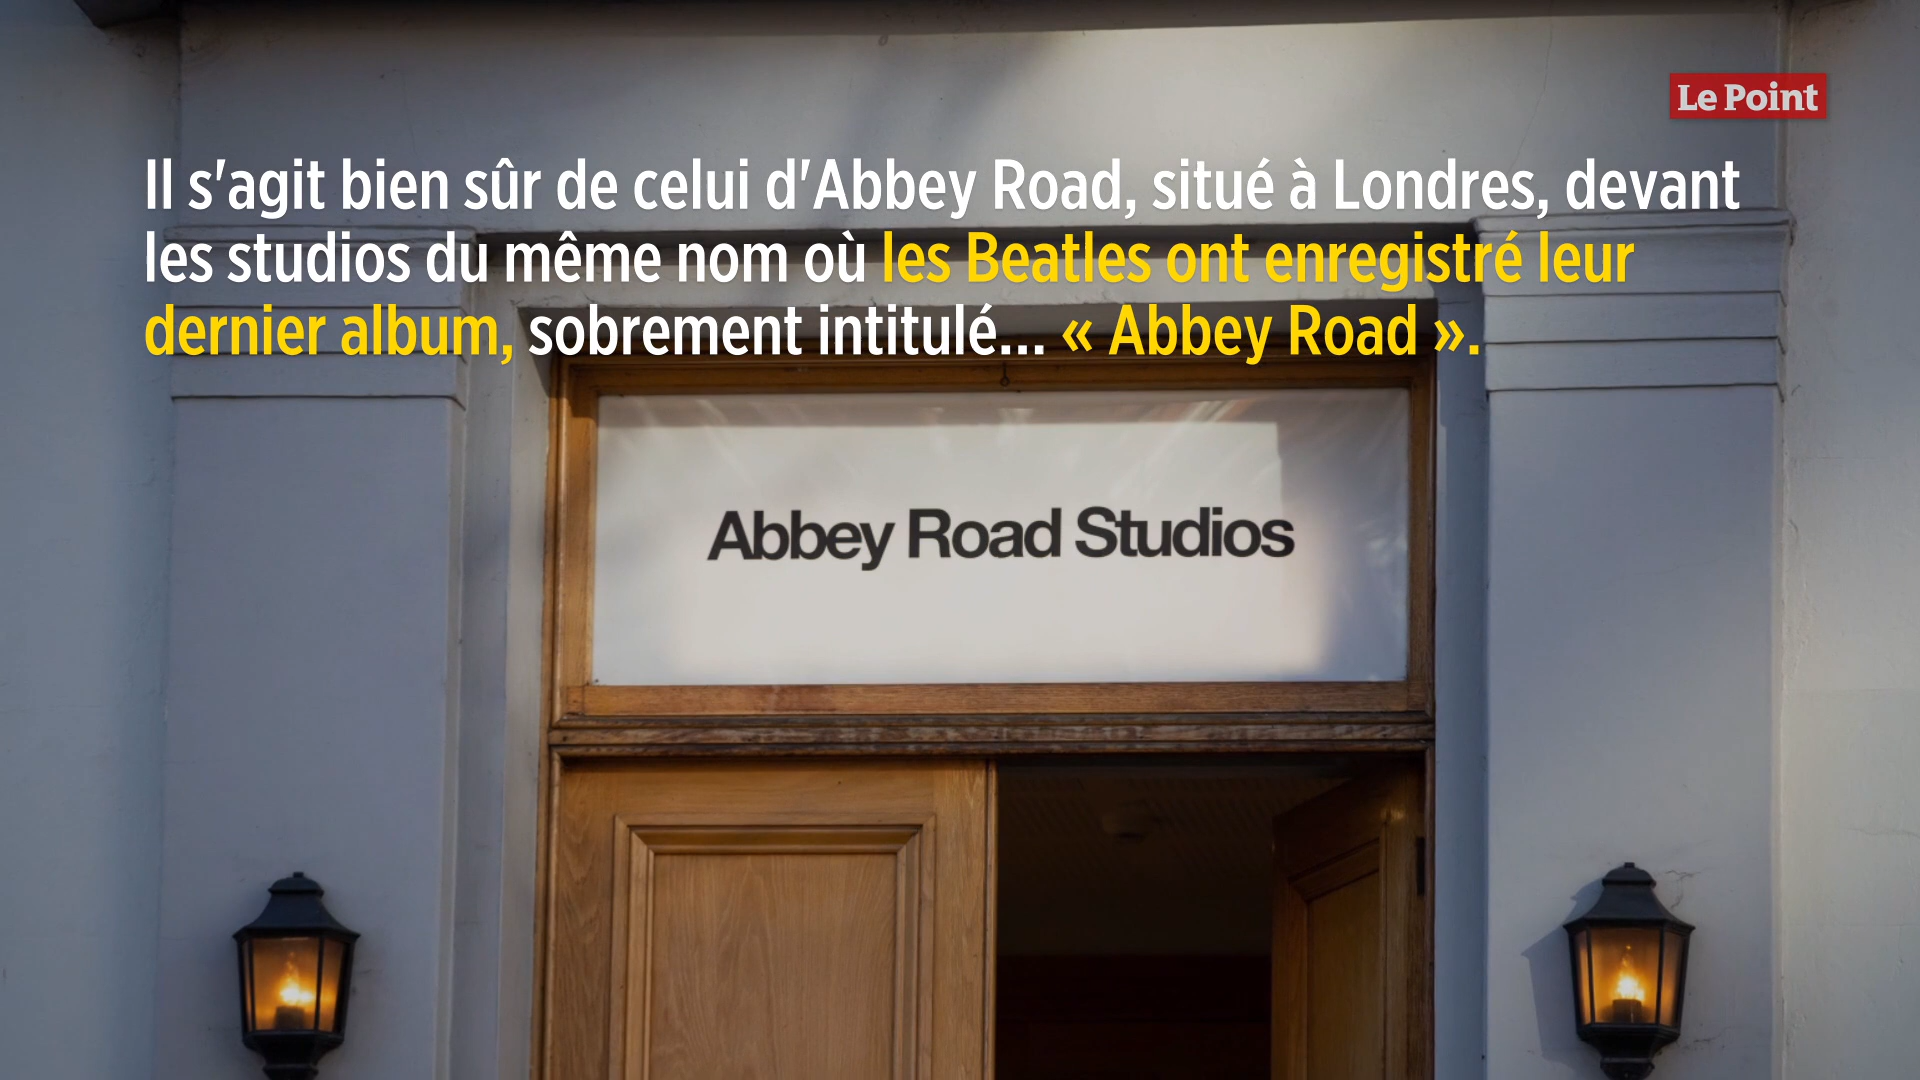 Le Point
Il s'agit bien sûr de celui d'Abbey Road, situé à Londres, devant
les studios du même nom où les Beatles ont enregistré leur
dernier album, sobrement intitulé... « Abbey Road ».
Abbey Road Studios